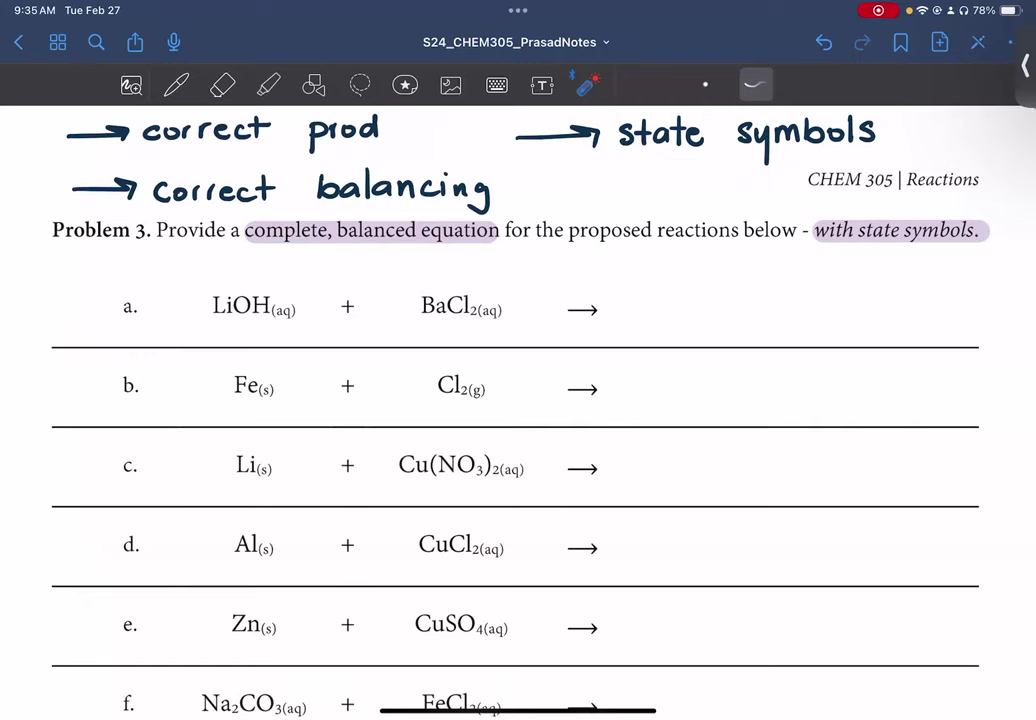 9:35 AM Tue Feb 27 78%
S24_CHEM305_PrasadNotes
→ correct prod → state symbols
→ correct balancing
CHEM 305 | Reactions
Problem 3. Provide a complete, balanced equation for the proposed reactions below - with state symbols.
a. LiOH(aq) + BaCl₂(aq) →
b. Fe(s) + Cl₂(g) →
c. Li(s) + Cu(NO₃)₂(aq) →
d. Al(s) + CuCl₂(aq) →
e. Zn(s) + CuSO₄(aq) →
f. Na₂CO₃(aq) + FeCl₂(aq) →